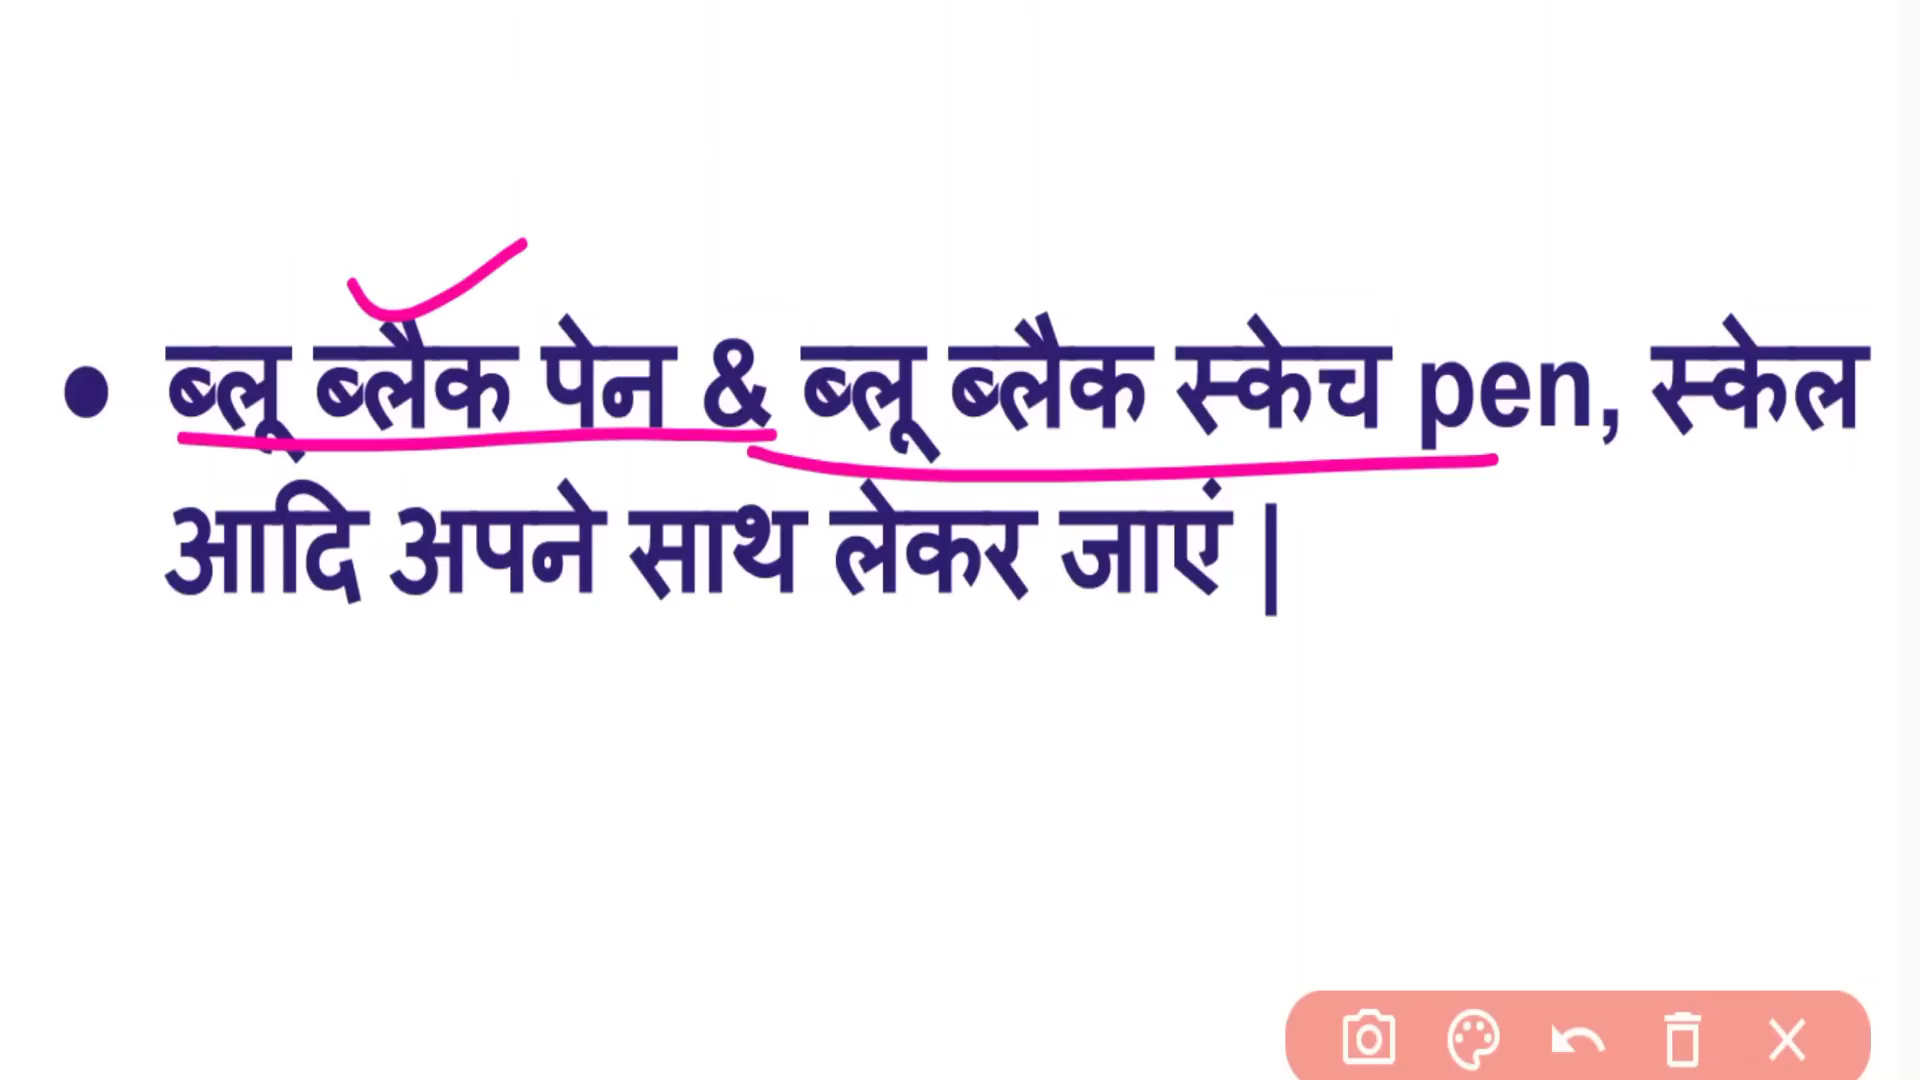 • ब्लू ब्लैक पेन & ब्लू ब्लैक स्केच pen, स्केल
आदि अपने साथ लेकर जाएं |